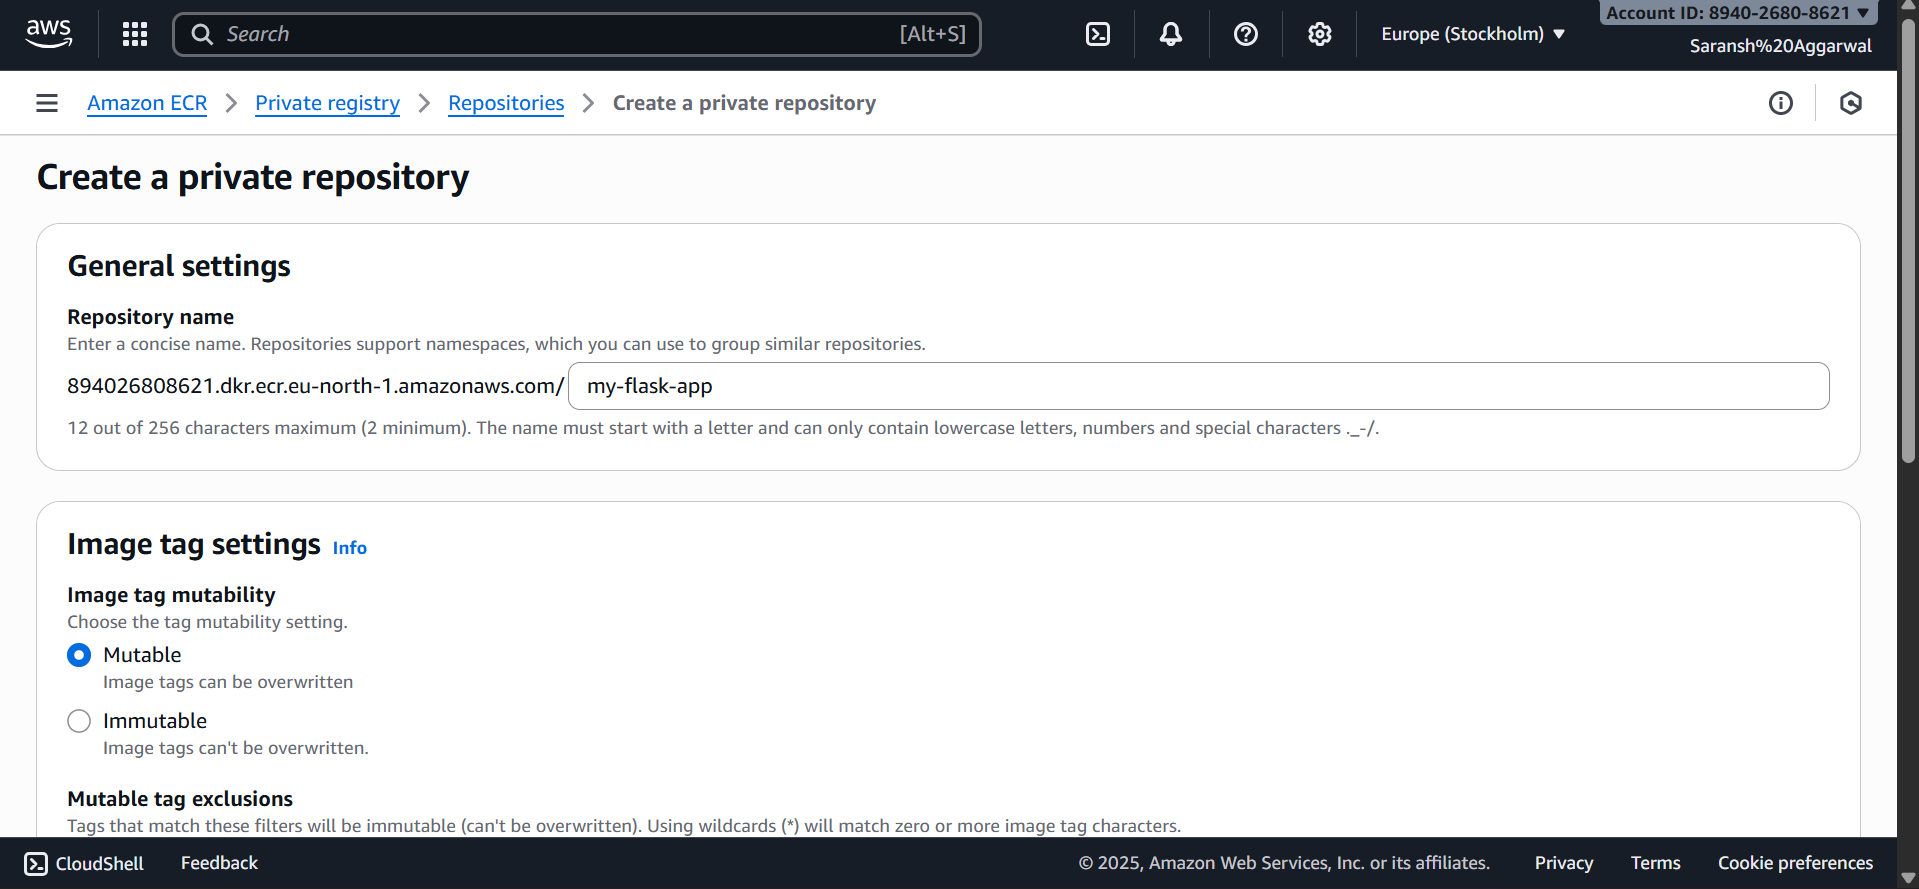 aws
Search
[Alt+S]
Europe (Stockholm)
Account ID: 8940-2680-8621
Saransh%20Aggarwal
Amazon ECR
Private registry
Repositories
Create a private repository
Create a private repository
General settings
Repository name
Enter a concise name. Repositories support namespaces, which you can use to group similar repositories.
894026808621.dkr.ecr.eu-north-1.amazonaws.com/ my-flask-app
12 out of 256 characters maximum (2 minimum). The name must start with a letter and can only contain lowercase letters, numbers and special characters ._-/.
Image tag settings Info
Image tag mutability
Choose the tag mutability setting.
Mutable
Image tags can be overwritten
Immutable
Image tags can't be overwritten.
Mutable tag exclusions
Tags that match these filters will be immutable (can't be overwritten). Using wildcards (*) will match zero or more image tag characters.
CloudShell
Feedback
© 2025, Amazon Web Services, Inc. or its affiliates.
Privacy
Terms
Cookie preferences